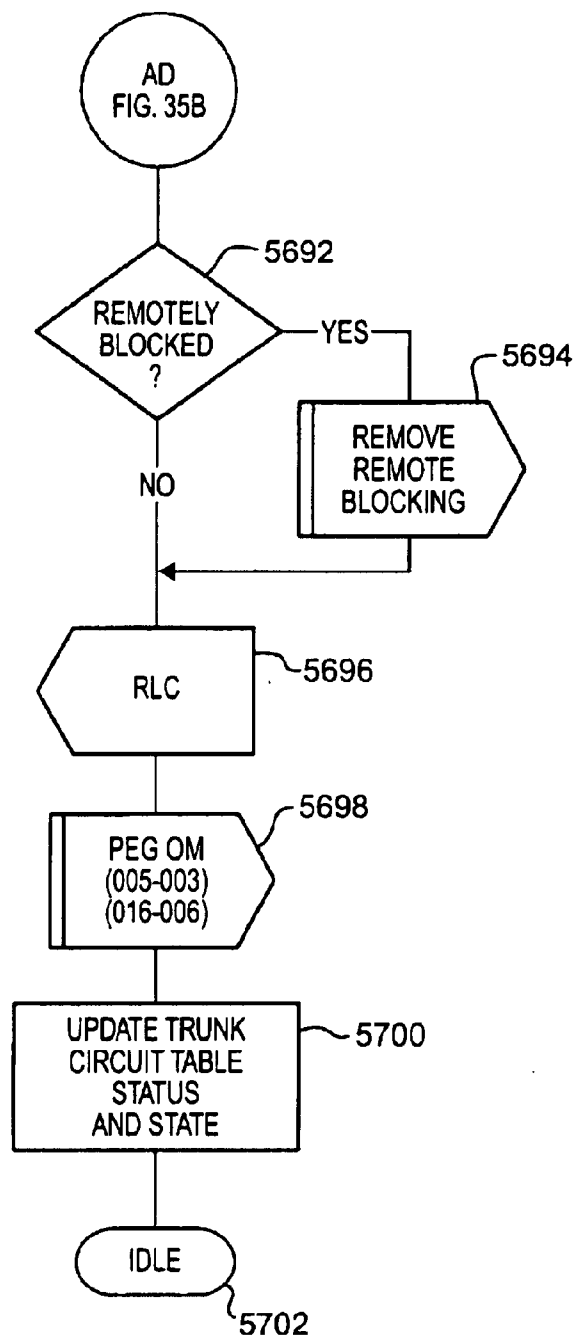 AD
FIG. 35B
5692
REMOTELY
BLOCKED
?
YES
5694
REMOVE
REMOTE
BLOCKING
NO
RLC
5696
5698
PEG OM
(005-003)
(016-006)
UPDATE TRUNK
CIRCUIT TABLE
STATUS
AND STATE
5700
IDLE
5702